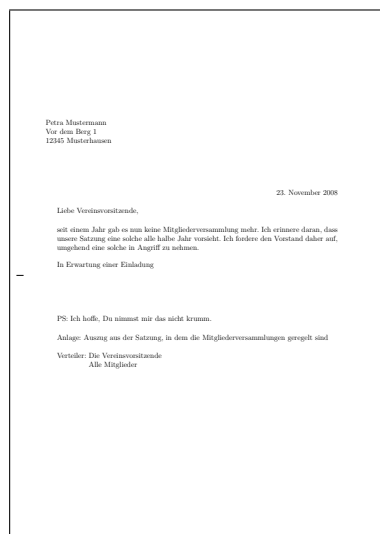 Petra Mustermann
Vor dem Berg 1
12345 Musterhausen
23. November 2008
Liebe Vereinsvorsitzende,
seit einem Jahr gab es nun keine Mitgliederversammlung mehr. Ich erinnere daran, dass
unsere Satzung eine solche alle halbe Jahr vorsieht. Ich fordere den Vorstand daher auf,
umgehend eine solche in Angriff zu nehmen.
In Erwartung einer Einladung
PS: Ich hoffe, Du nimmst mir das nicht krumm.
Anlage: Auszug aus der Satzung, in dem die Mitgliederversammlungen geregelt sind
Verteiler: Die Vereinsvorsitzende
Alle Mitglieder